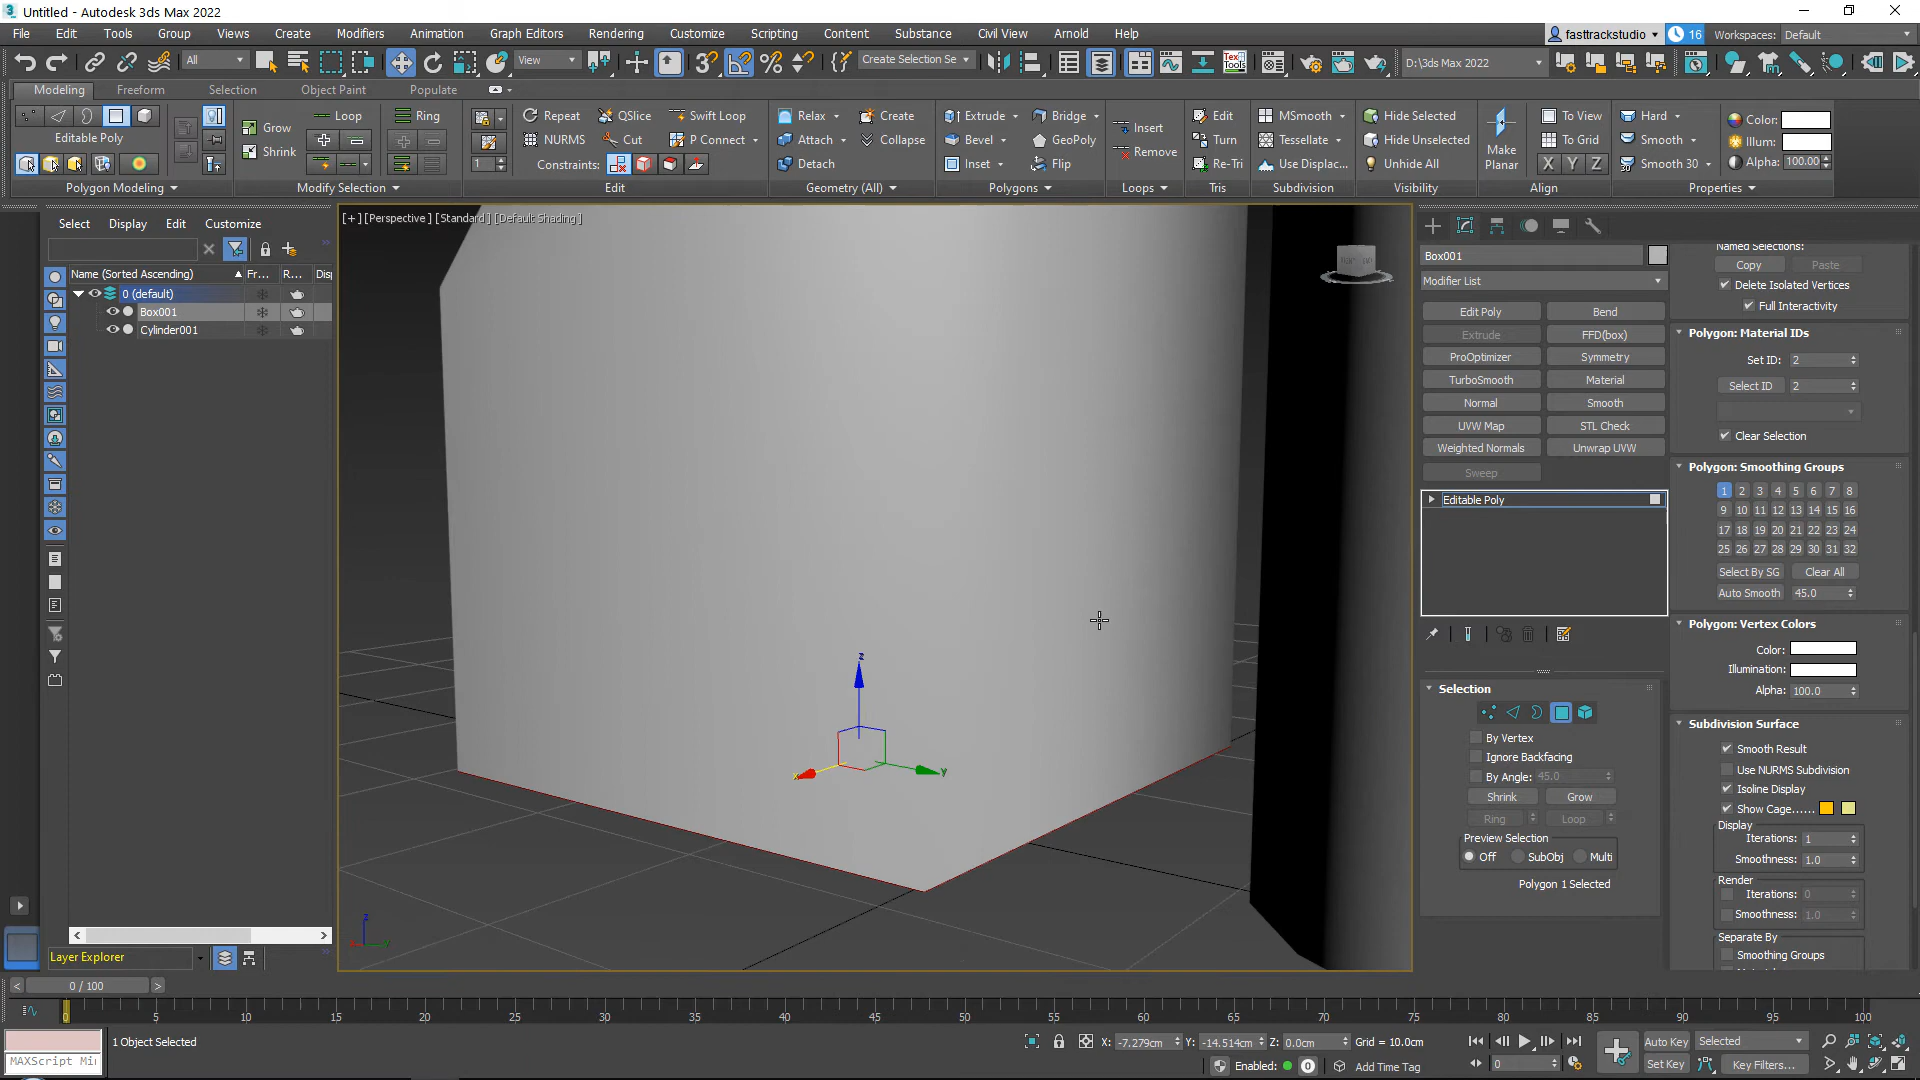 Untitled - Autodesk 3ds Max 2022
File Edit Tools Group Views Create Modifiers Animation Graph Editors Rendering Customize Scripting Substance Content Civil View Arnold Help
fasttrackstudio 16 Workspaces: Default
All View Create Selection Se D:\3ds Max 2022
Modeling Freeform Selection Object Paint Populate
Grow Loop Ring Repeat QSlice Swift Loop Relax Create Extrude Bridge Insert Edit MSmooth Hide Selected To View Hard Color:
Shrink NURMS Cut P Connect Attach Collapse Bevel GeoPoly Remove Turn Tessellate Hide Unselected Make Planar To Grid Smooth Illum:
1 Constraints: Detach Inset Flip Re-Tri Use Displac... Unhide All X Y Z Smooth 30 Alpha: 100.00
Polygon Modeling Modify Selection Edit Geometry (All) Polygons Loops Tris Subdivision Visibility Align Properties
Select Display Edit Customize
Name (Sorted Ascending) Fr... R... Disp
0 (default)
Box001
Cylinder001
Layer Explorer
[+] [Perspective ] [Standard ] [Default Shading ]
z
x
y
Box001
Modifier List
Edit Poly Bend
Extrude FFD(box)
ProOptimizer Symmetry
TurboSmooth Material
Normal Smooth
UVW Map STL Check
Weighted Normals Unwrap UVW
Sweep
Editable Poly
Selection
By Vertex
Ignore Backfacing
By Angle: 45.0
Shrink Grow
Ring Loop
Preview Selection
Off SubObj Multi
Polygon 1 Selected
Named Selections:
Copy Paste
Delete Isolated Vertices
Full Interactivity
Polygon: Material IDs
Set ID: 2
Select ID 2
Clear Selection
Polygon: Smoothing Groups
1 2 3 4 5 6 7 8
9 10 11 12 13 14 15 16
17 18 19 20 21 22 23 24
25 26 27 28 29 30 31 32
Select By SG Clear All
Auto Smooth 45.0
Polygon: Vertex Colors
Color:
Illumination:
Alpha: 100.0
Subdivision Surface
Smooth Result
Use NURMS Subdivision
Isoline Display
Show Cage......
Display
Iterations: 1
Smoothness: 1.0
Render
Iterations: 0
Smoothness: 1.0
Separate By
Smoothing Groups
0 / 100
0 5 10 15 20 25 30 35 40 45 50 55 60 65 70 75 80 85 90 95 100
1 Object Selected X: -7.279cm Y: -14.514cm Z: 0.0cm Grid = 10.0cm Auto Key Selected
MAXScript Mi Enabled: 0 Add Time Tag 0 Set Key Key Filters...